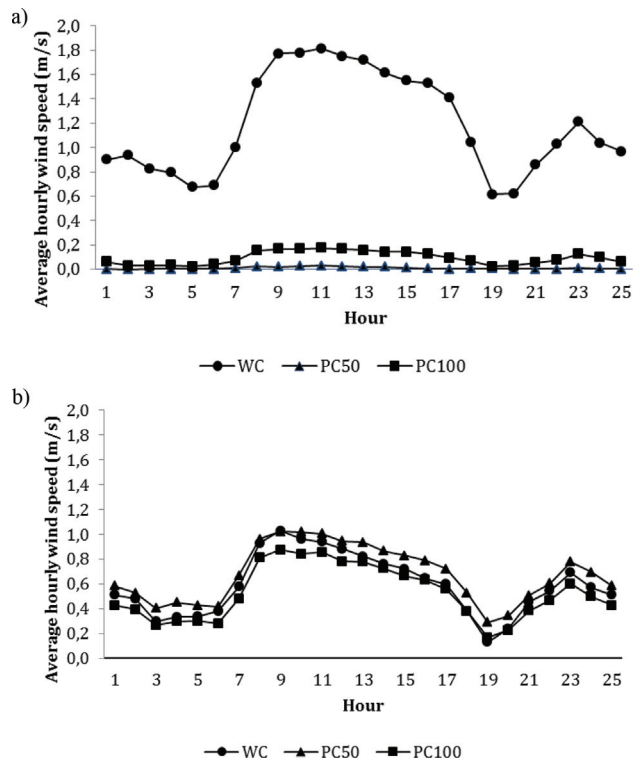 a)
Average hourly wind speed (m/s)
2,0
1,8
1,6
1,4
1,2
1,0
0,8
0,6
0,4
0,2
0,0
1 3 5 7 9 11 13 15 17 19 21 23 25
Hour
WC PC50 PC100
b)
Average hourly wind speed (m/s)
2,0
1,8
1,6
1,4
1,2
1,0
0,8
0,6
0,4
0,2
0,0
1 3 5 7 9 11 13 15 17 19 21 23 25
Hour
WC PC50 PC100